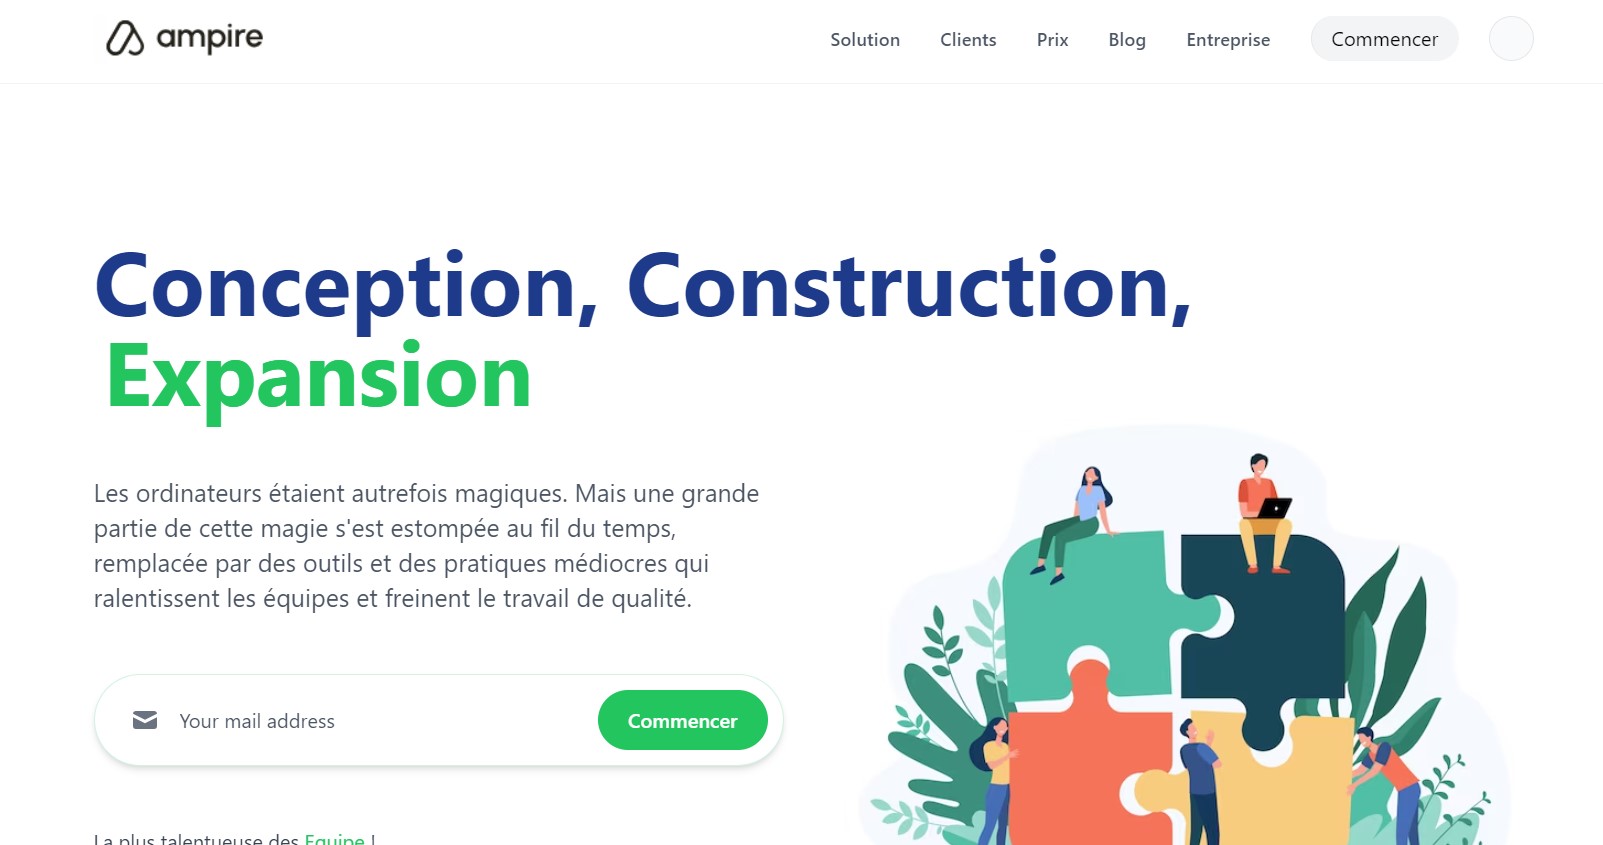 ampire
Solution
Clients
Prix
Blog
Entreprise
Commencer
Conception, Construction,
Expansion
Les ordinateurs étaient autrefois magiques. Mais une grande
partie de cette magie s'est estompée au fil du temps,
remplacée par des outils et des pratiques médiocres qui
ralentissent les équipes et freinent le travail de qualité.
Your mail address
Commencer
La plus talentueuse des Equipe !